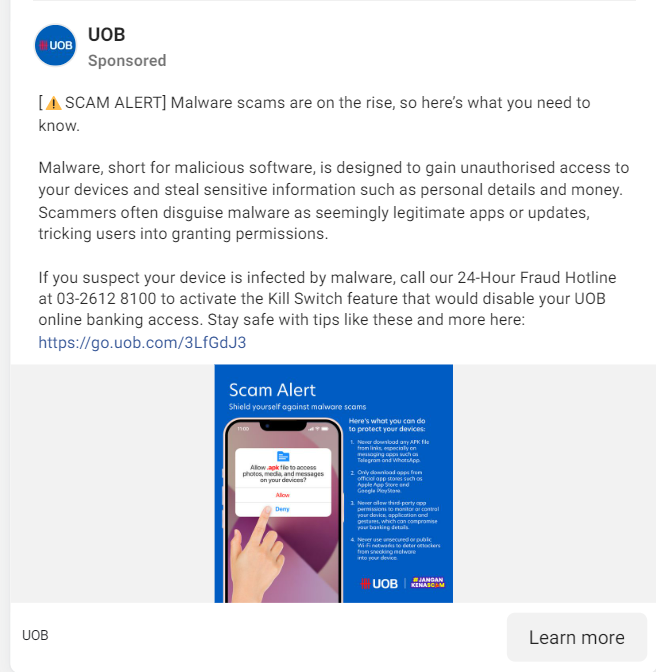 UOB
UOB
Sponsored
[⚠ SCAM ALERT] Malware scams are on the rise, so here's what you need to
know.
Malware, short for malicious software, is designed to gain unauthorised access to
your devices and steal sensitive information such as personal details and money.
Scammers often disguise malware as seemingly legitimate apps or updates,
tricking users into granting permissions.
If you suspect your device is infected by malware, call our 24-Hour Fraud Hotline
at 03-2612 8100 to activate the Kill Switch feature that would disable your UOB
online banking access. Stay safe with tips like these and more here:
https://go.uob.com/3LfGdJ3
Scam Alert
Shield yourself against malware scams
11:00
Allow .apk file to access
photos, media, and messages
on your devices?
Allow
Deny
Here's what you can do
to protect your devices:
1. Never download any APK file
from links, especially on
messaging apps such as
Telegram and WhatsApp.
2. Only download apps from
official app stores such as
Apple App Store and
Google PlayStore.
3. Never allow third-party app
permissions to monitor or control
your device, application and
gestures, which can compromise
your banking details.
4. Never use unsecured or public
Wi-Fi networks to deter attackers
from sneaking malware
into your device.
UOB
#JANGAN
KENASCAM
UOB
Learn more